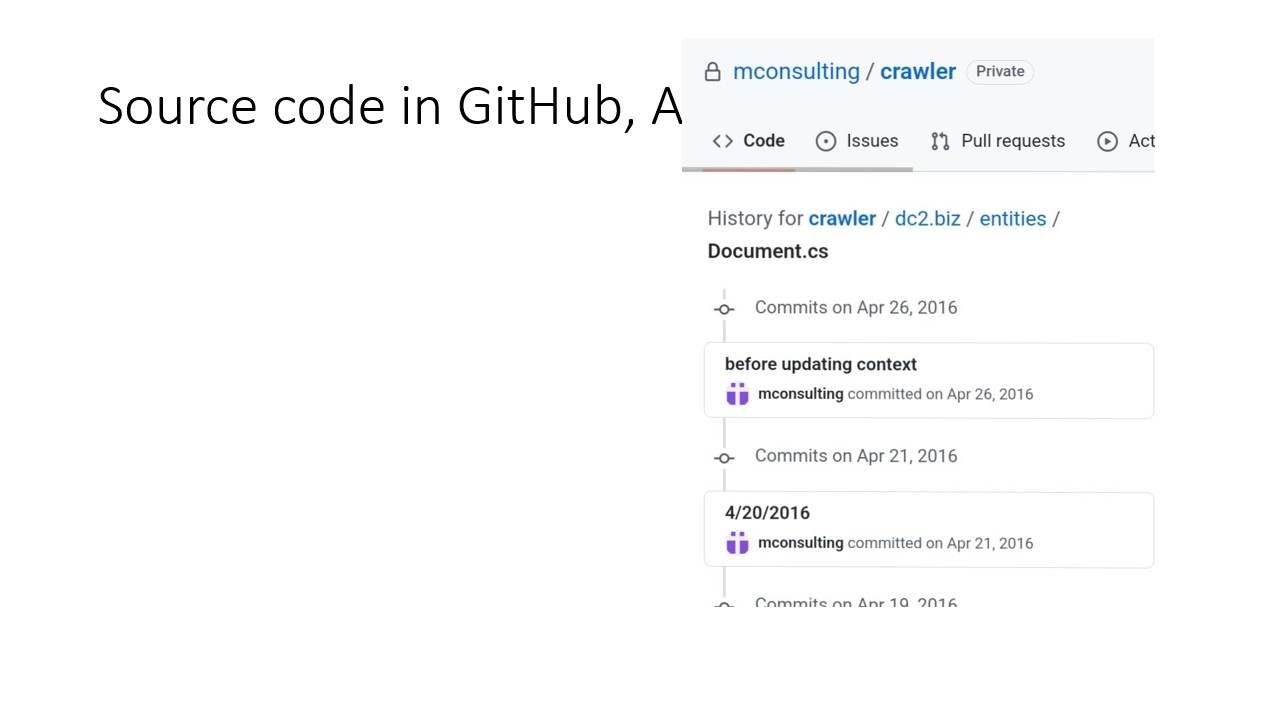 Source code in GitHub, A
mconsulting / crawler Private
Code Issues Pull requests Act
History for crawler / dc2.biz / entities /
Document.cs
Commits on Apr 26, 2016
before updating context
mconsulting committed on Apr 26, 2016
Commits on Apr 21, 2016
4/20/2016
mconsulting committed on Apr 21, 2016
Commits on Apr 19, 2016